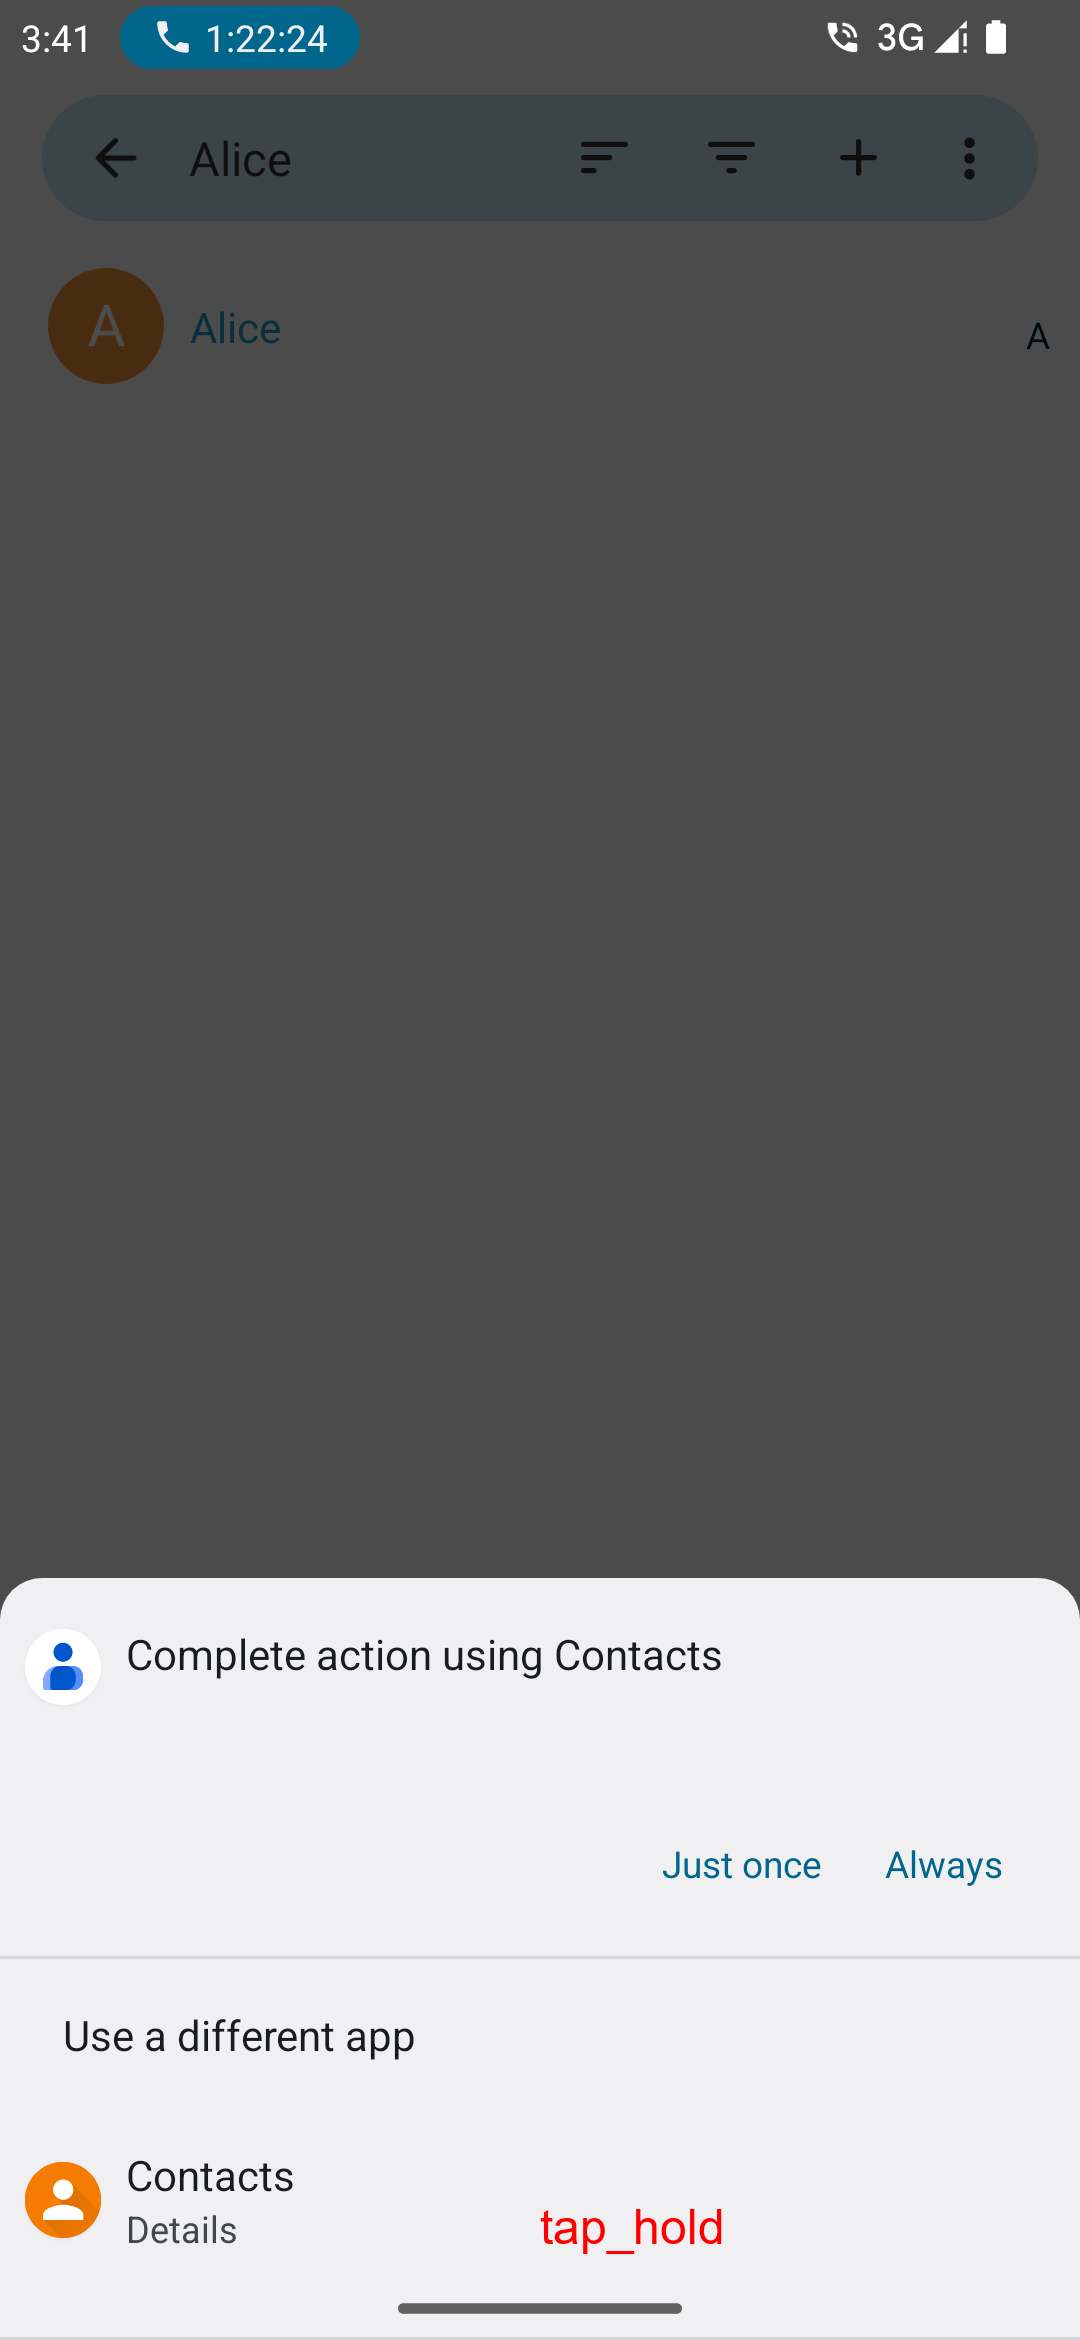 3:41 1:22:24 3G
Alice
A Alice A
Complete action using Contacts
Just once Always
Use a different app
Contacts
Details
tap_hold